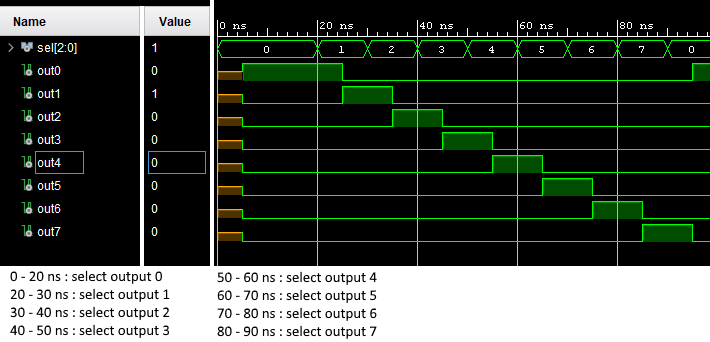 Name Value 0 ns 20 ns 40 ns 60 ns 80 ns
sel[2:0] 1 0 1 2 3 4 5 6 7 0
out0 0
out1 1
out2 0
out3 0
out4 0
out5 0
out6 0
out7 0
0 - 20 ns : select output 0
20 - 30 ns : select output 1
30 - 40 ns : select output 2
40 - 50 ns : select output 3
50 - 60 ns : select output 4
60 - 70 ns : select output 5
70 - 80 ns : select output 6
80 - 90 ns : select output 7